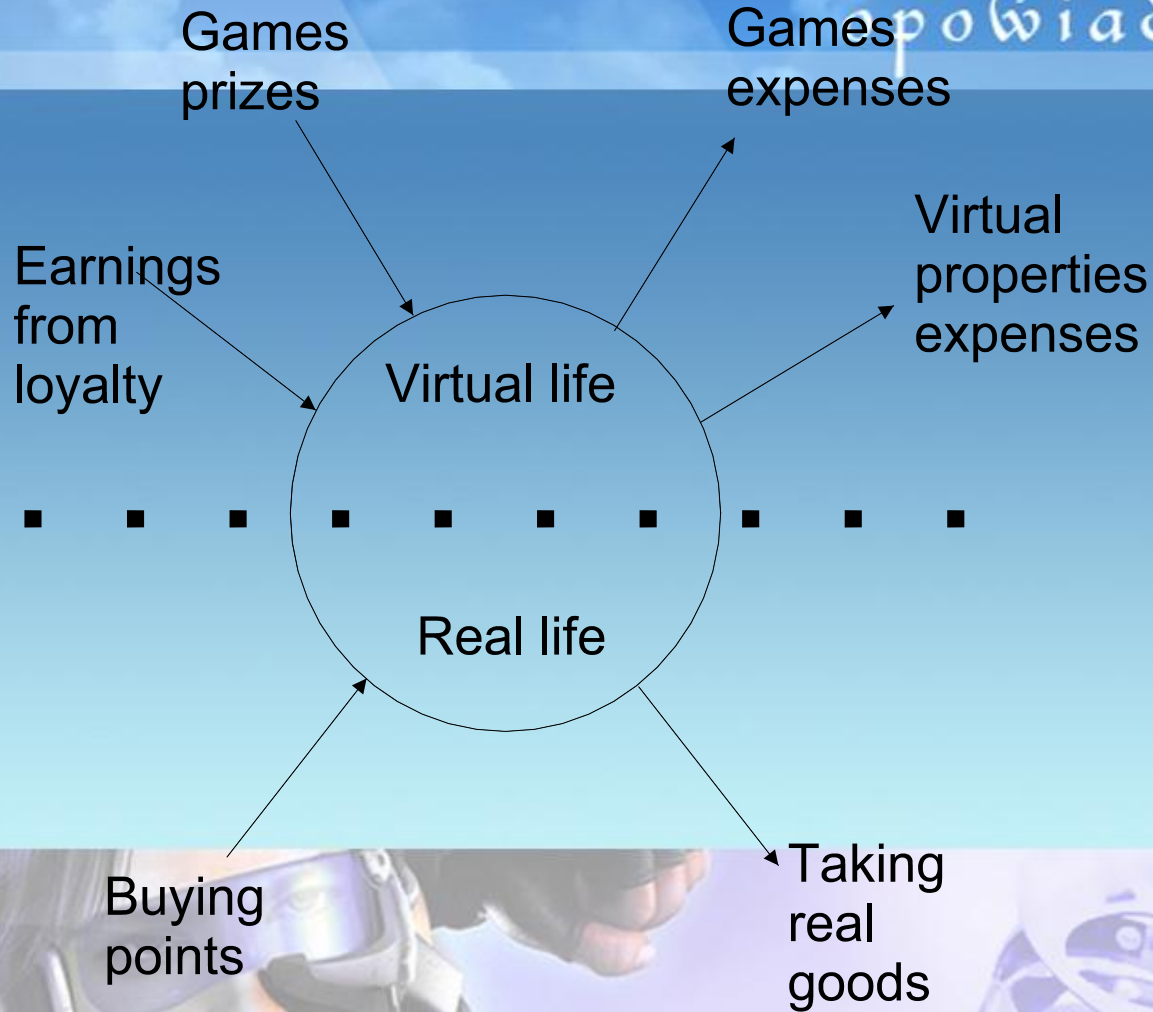 Games
prizes
Games
expenses
Earnings
from
loyalty
Virtual
properties
expenses
Virtual life
Real life
Buying
points
Taking
real
goods